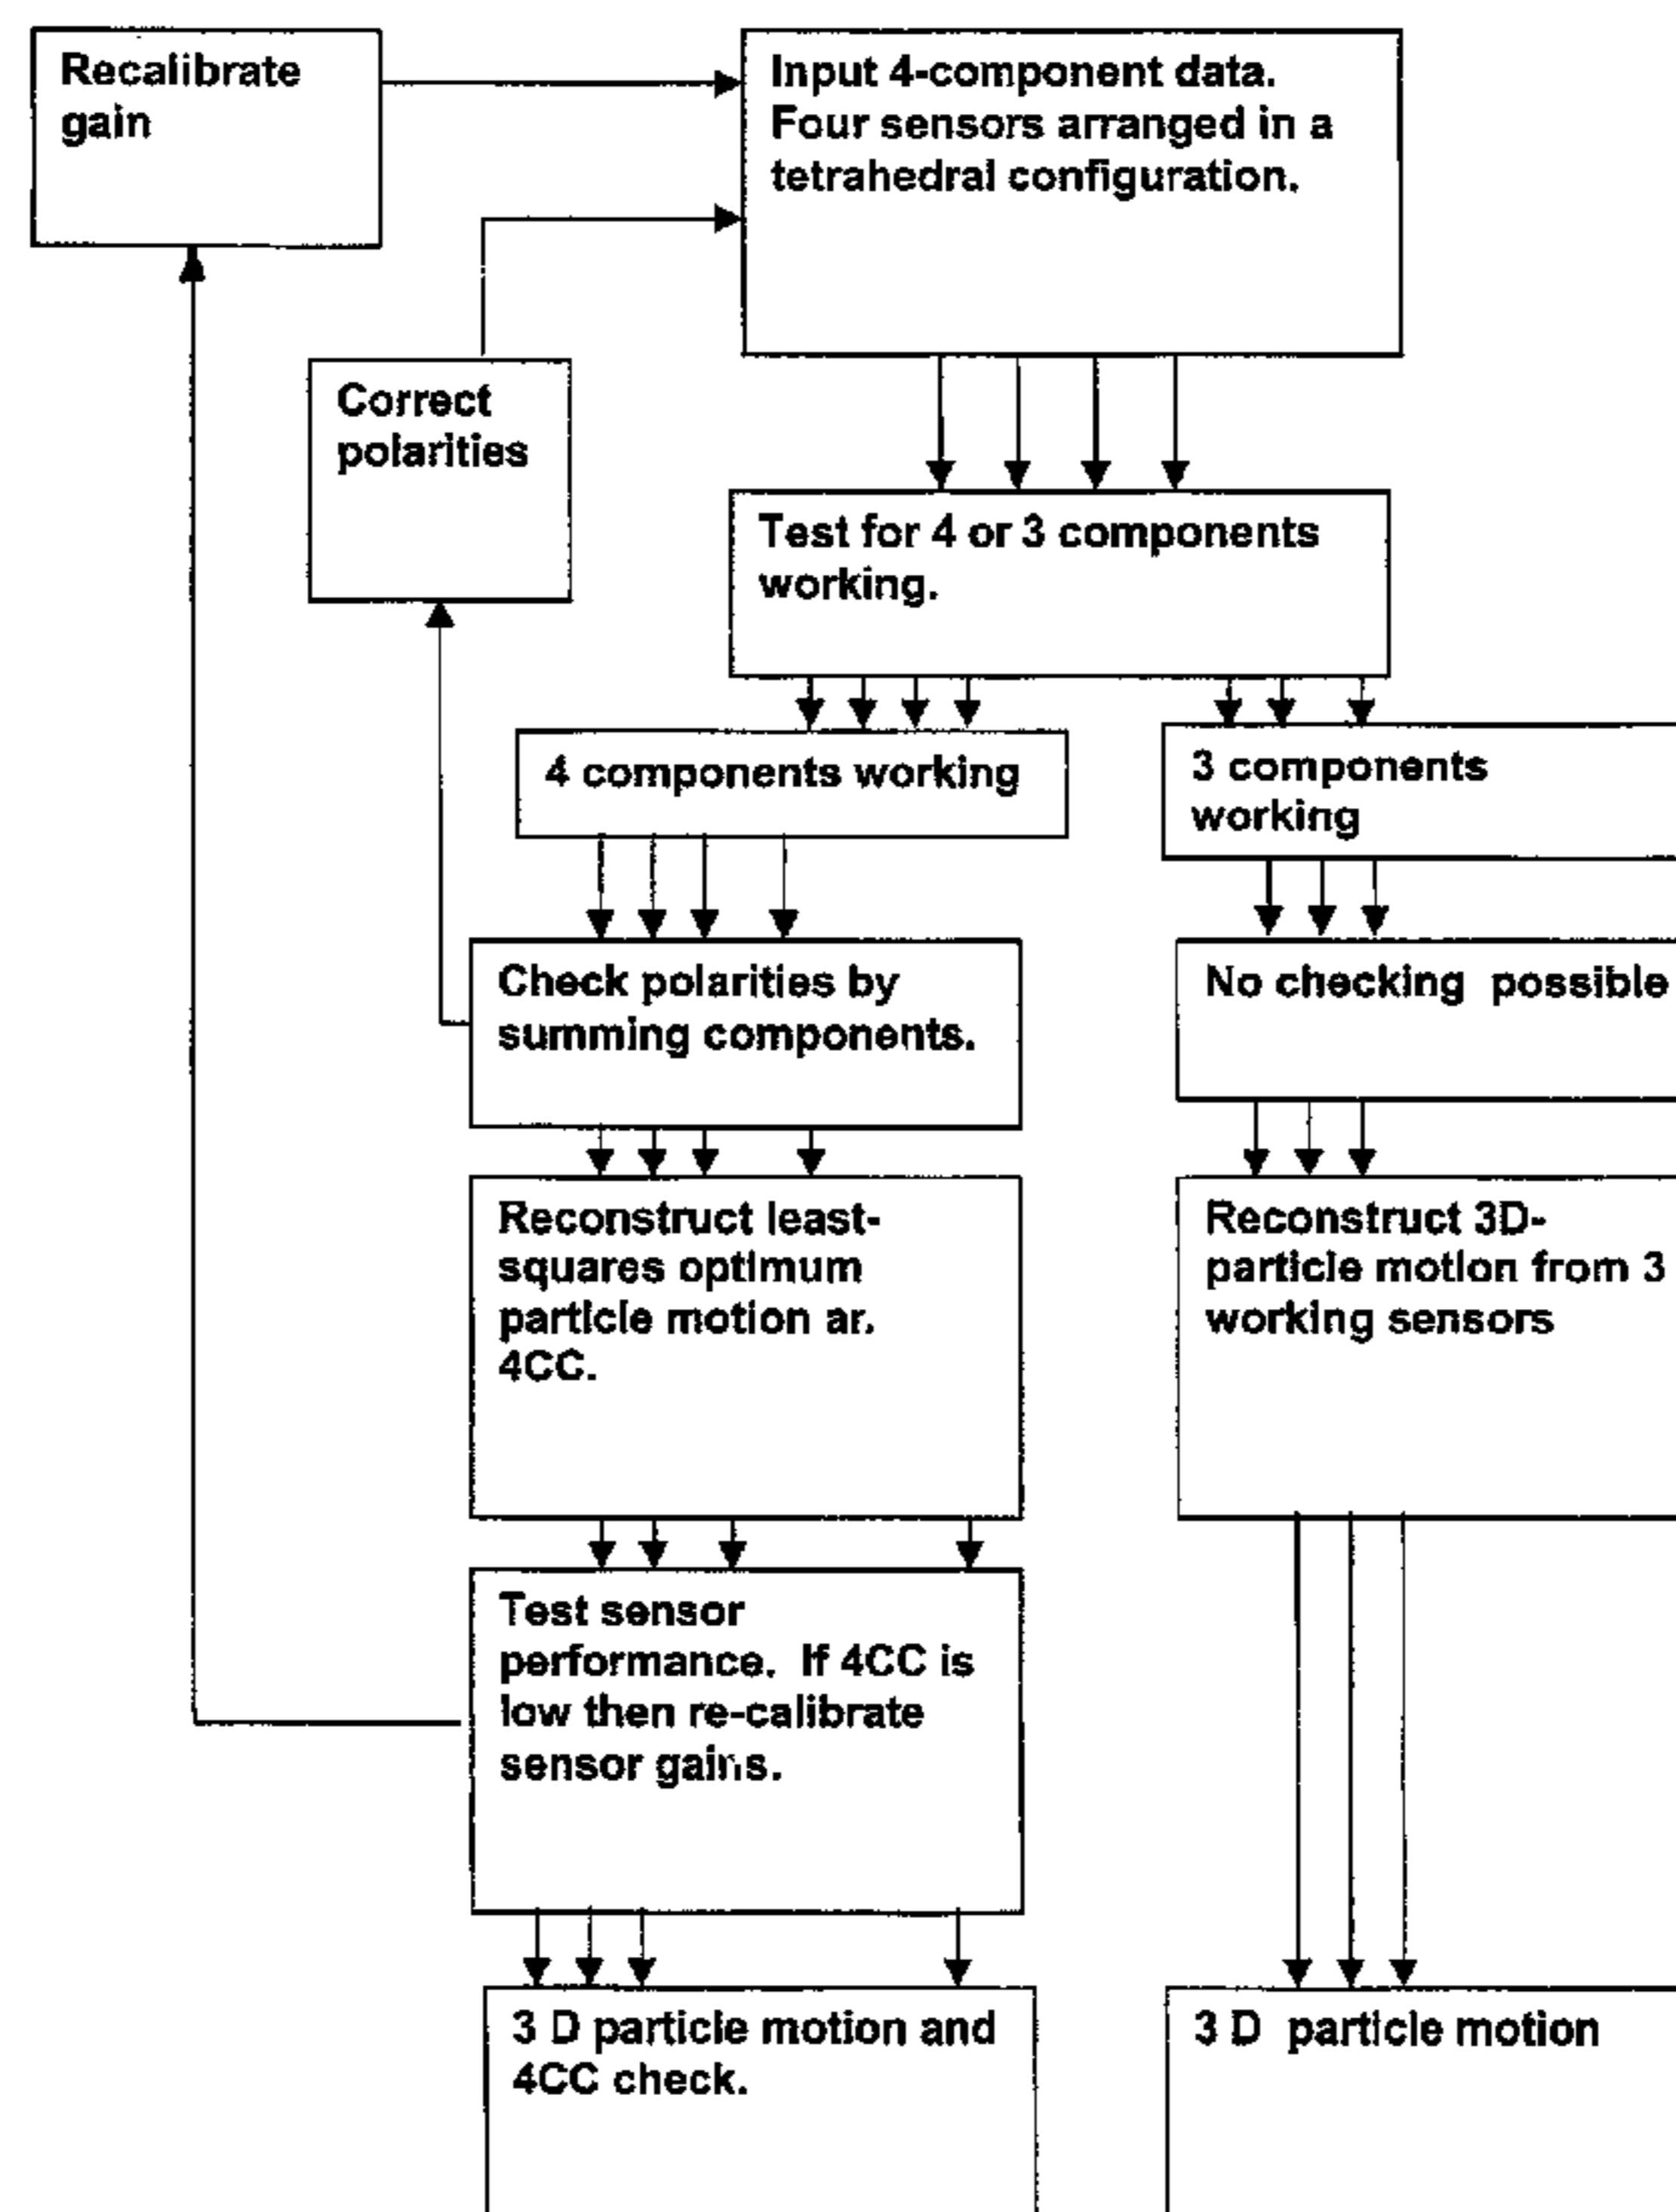 Recalibrate
gain
Input 4-component data.
Four sensors arranged in a
tetrahedral configuration.
Correct
polarities
Test for 4 or 3 components
working.
4 components working
3 components
working
Check polarities by
summing components.
No checking possible
Reconstruct least-
squares optimum
particle motion ar.
4CC.
Reconstruct 3D-
particle motion from 3
working sensors
Test sensor
performance. If 4CC is
low then re-calibrate
sensor gains.
3 D particle motion and
4CC check.
3 D particle motion